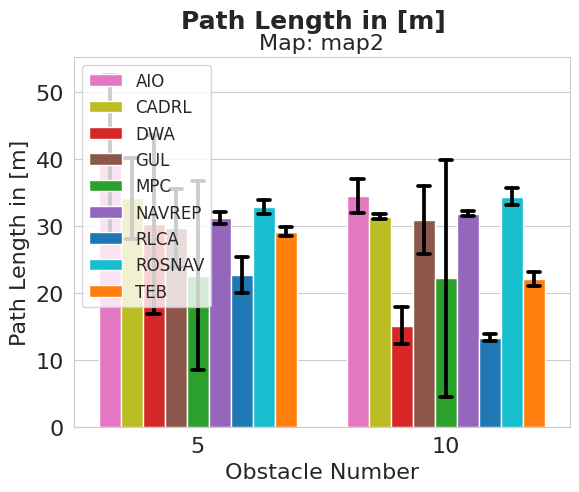 Path Length in [m]
Map: map2
Path Length in [m]
50
40
30
20
10
0
AIO
CADRL
DWA
GUL
MPC
NAVREP
RLCA
ROSNAV
TEB
5
10
Obstacle Number